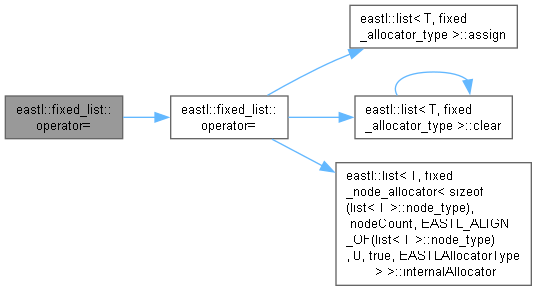 eastl::fixed_list::
operator=
eastl::fixed_list::
operator=
eastl::list< T, fixed
_allocator_type >::assign
eastl::list< T, fixed
_allocator_type >::clear
eastl::list< T, fixed
_node_allocator< sizeof
(list< T >::node_type),
nodeCount, EASTL_ALIGN
_OF(list< T >::node_type)
, 0, true, EASTLAllocatorType
> >::internalAllocator